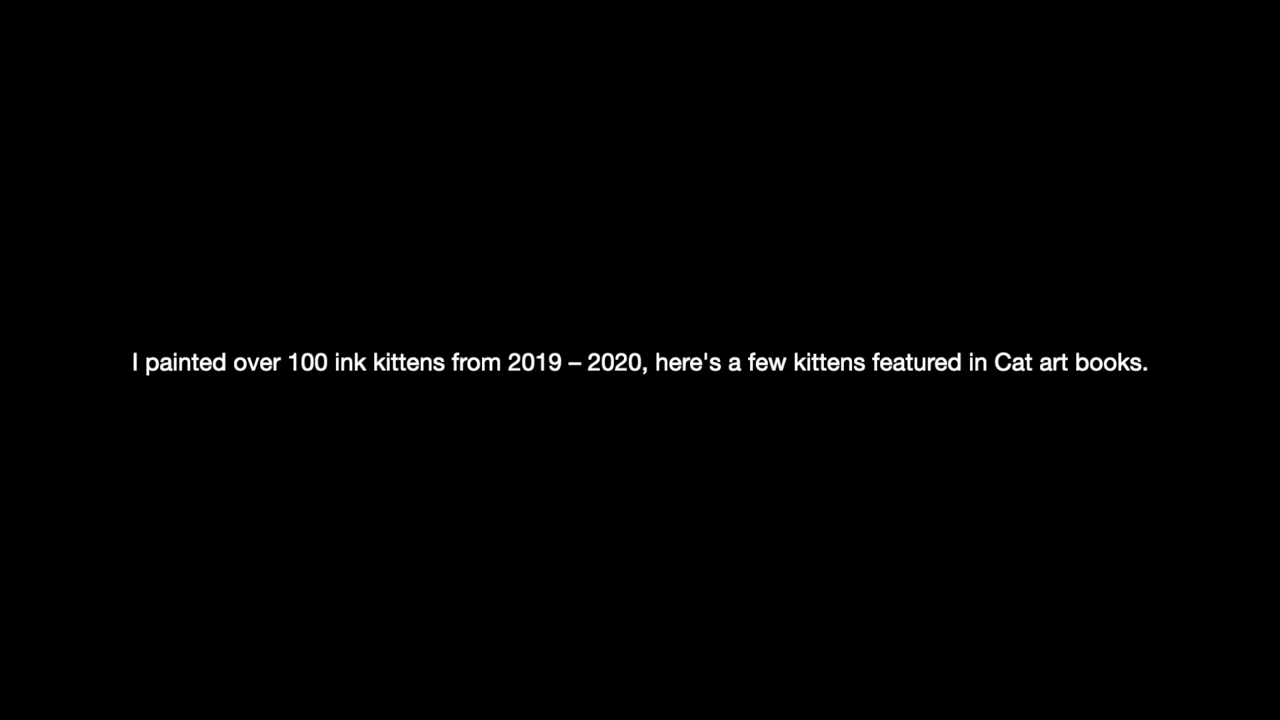 I painted over 100 ink kittens from 2019 – 2020, here's a few kittens featured in Cat art books.